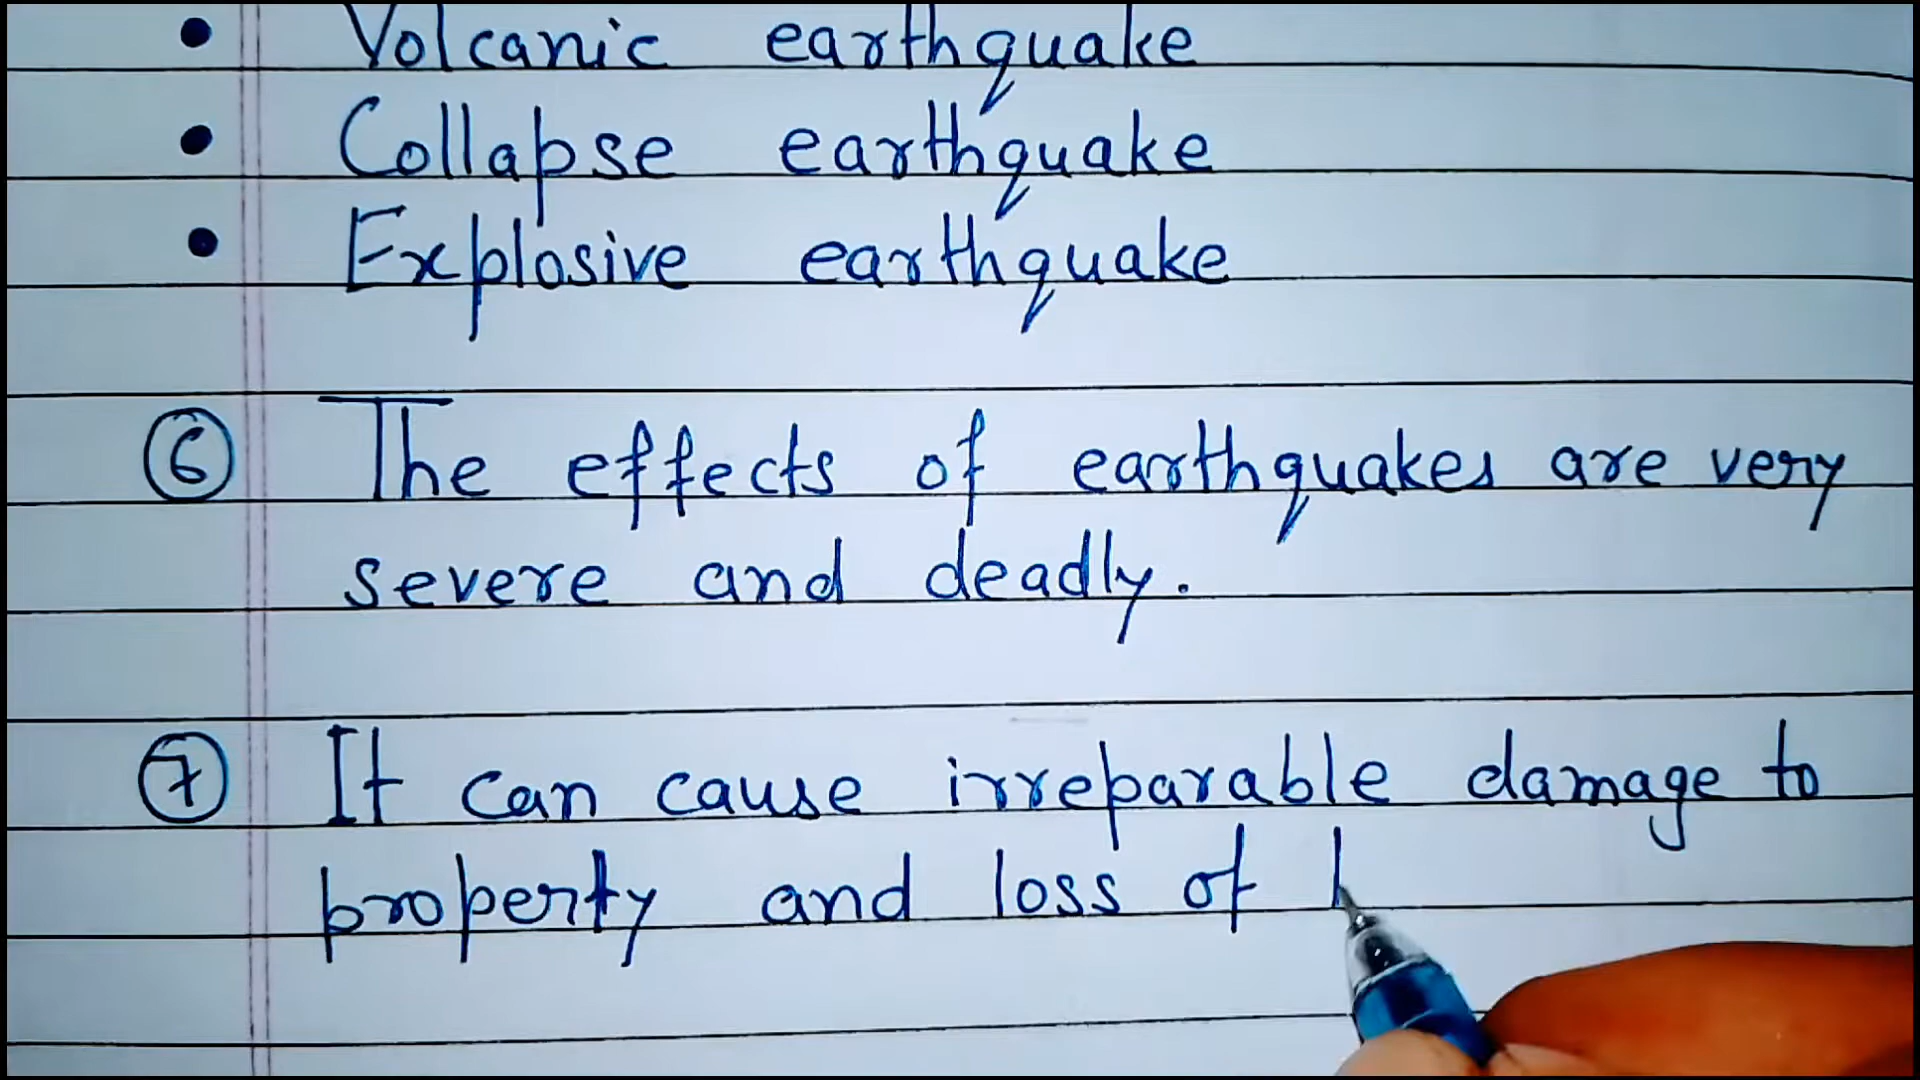 • Volcanic earthquake
• Collapse earthquake
• Explosive earthquake
⑥ The effects of earthquakes are very
severe and deadly.
⑦ It can cause irreparable damage to
property and loss of l